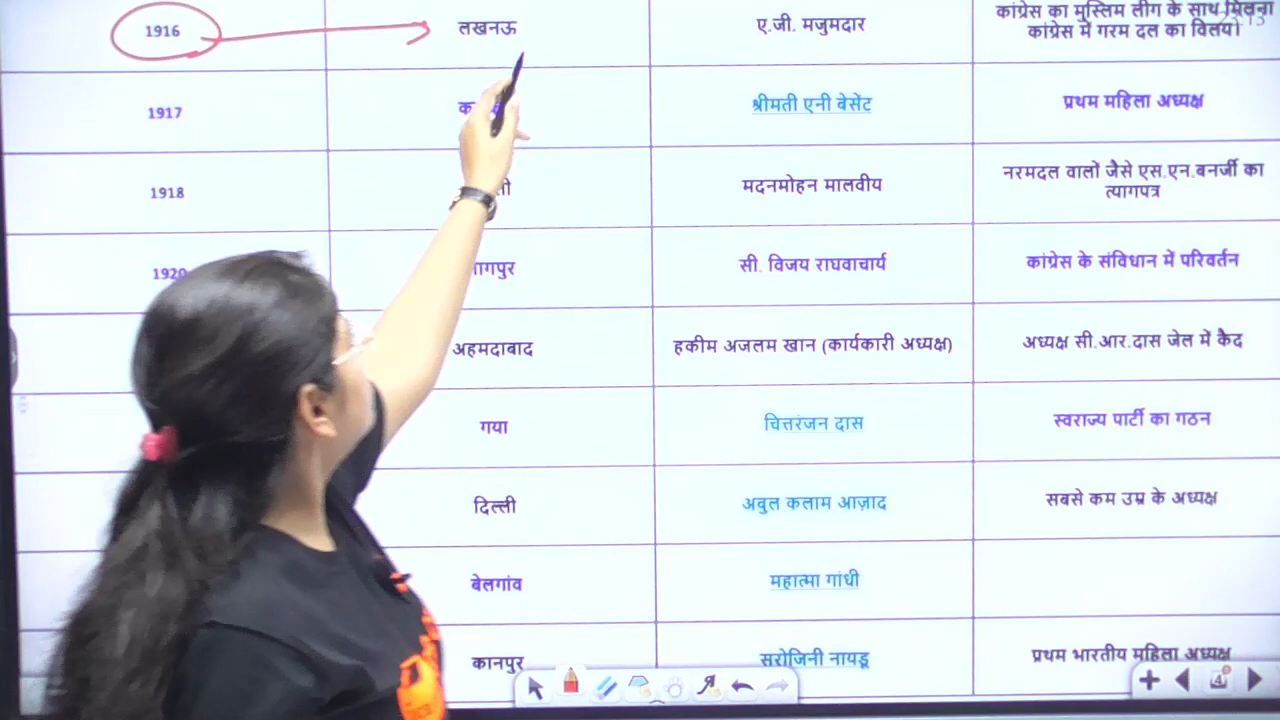 1916
लखनऊ
ए.जी. मजुमदार
कांग्रेस का मुस्लिम लीग के साथ मिलना
कांग्रेस में गरम दल का विलय।
1917
श्रीमती एनी बेसेंट
प्रथम महिला अध्यक्ष
1918
मदनमोहन मालवीय
नरमदल वालों जैसे एस.एन.बनर्जी का
त्यागपत्र
1920
नागपुर
सी. विजय राघवाचार्य
कांग्रेस के संविधान में परिवर्तन
अहमदाबाद
हकीम अजलम खान (कार्यकारी अध्यक्ष)
अध्यक्ष सी.आर.दास जेल में कैद
गया
चित्तरंजन दास
स्वराज्य पार्टी का गठन
दिल्ली
अबुल कलाम आज़ाद
सबसे कम उम्र के अध्यक्ष
बेलगांव
महात्मा गांधी
कानपुर
सरोजिनी नायडू
प्रथम भारतीय महिला अध्यक्ष